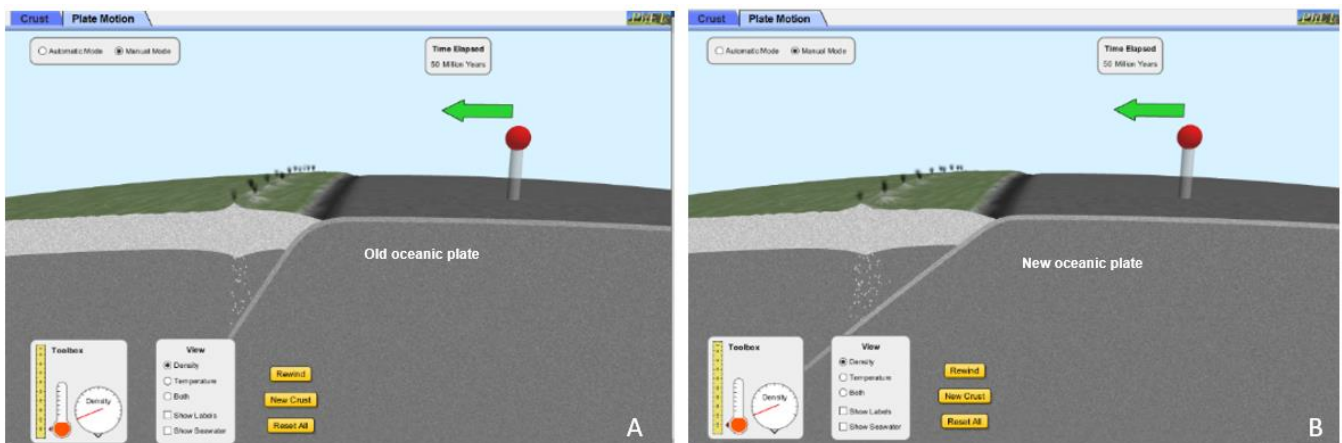 Crust
Plate Motion
Automatic Mode
Manual Mode
Time Elapsed
50 Million Years
Old oceanic plate
Toolbox
Density
View
Density
Temperature
Both
Show Labels
Show Seawater
Rewind
New Crust
Reset All
A
Crust
Plate Motion
Automatic Mode
Manual Mode
Time Elapsed
50 Million Years
New oceanic plate
Toolbox
Density
View
Density
Temperature
Both
Show Labels
Show Seawater
Rewind
New Crust
Reset All
B